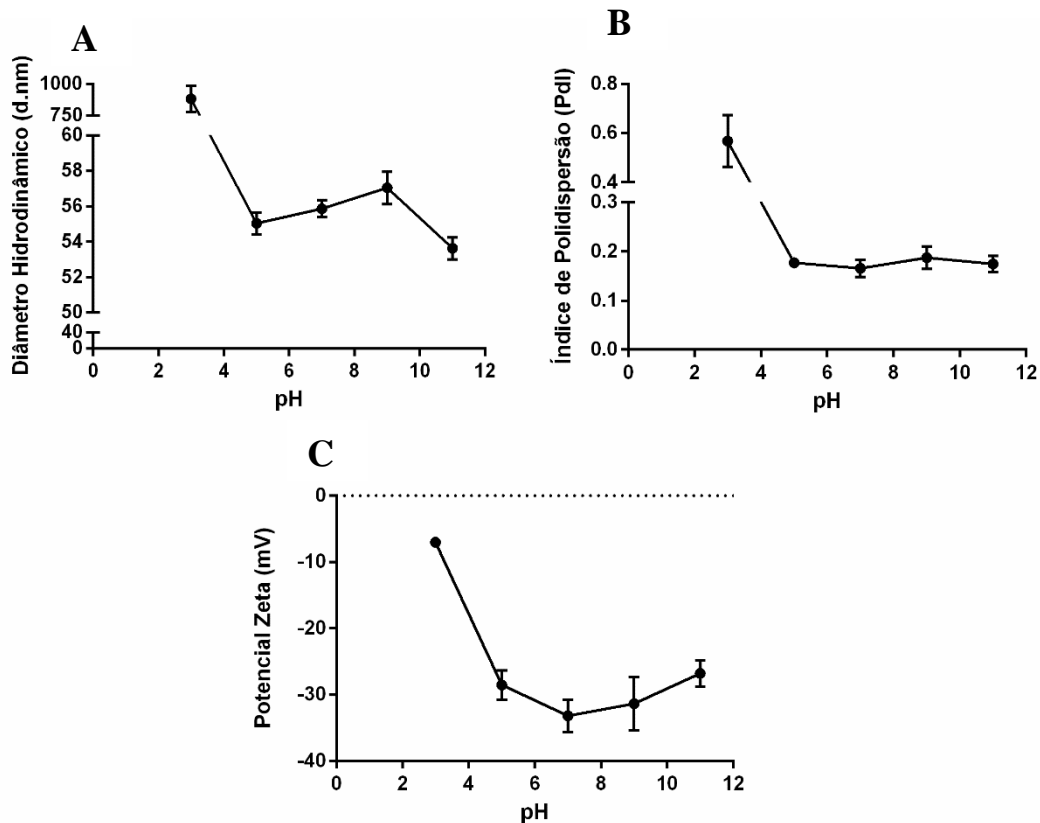 A
Diâmetro Hidrodinâmico (d.nm)
1000
750
60
58
56
54
52
50
40
0
0 2 4 6 8 10 12
pH
B
Índice de Polidispersão (PdI)
0.8
0.6
0.4
0.3
0.2
0.1
0.0
0 2 4 6 8 10 12
pH
C
Potencial Zeta (mV)
0
-10
-20
-30
-40
0 2 4 6 8 10 12
pH